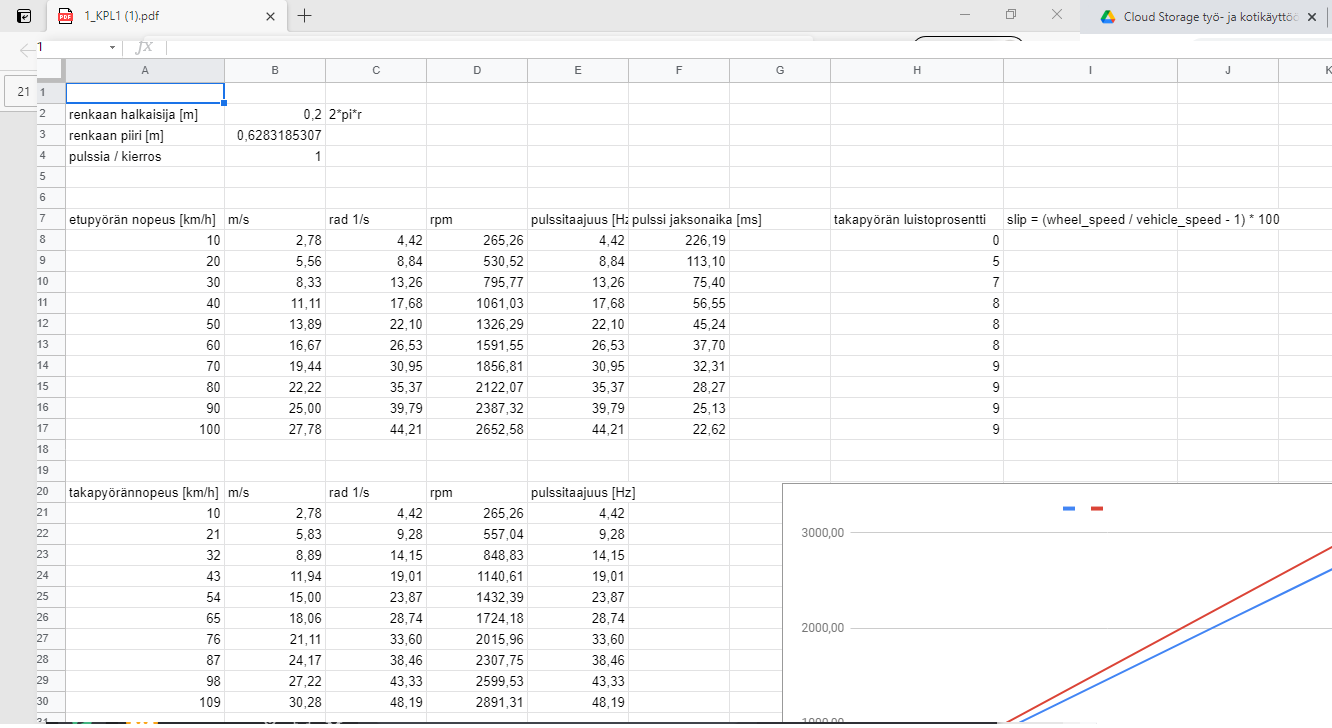 1_KPL1 (1).pdf
Cloud Storage työ- ja kotikäyttöö
1 fx
21
A B C D E F G H I J K
1
2 renkaan halkaisija [m] 0,2 2*pi*r
3 renkaan piiri [m] 0,6283185307
4 pulssia / kierros 1
5
6
7 etupyörän nopeus [km/h] m/s rad 1/s rpm pulssitaajuus [Hz pulssi jaksonaika [ms] takapyörän luistoprosentti slip = (wheel_speed / vehicle_speed - 1) * 100
8 10 2,78 4,42 265,26 4,42 226,19 0
9 20 5,56 8,84 530,52 8,84 113,10 5
10 30 8,33 13,26 795,77 13,26 75,40 7
11 40 11,11 17,68 1061,03 17,68 56,55 8
12 50 13,89 22,10 1326,29 22,10 45,24 8
13 60 16,67 26,53 1591,55 26,53 37,70 8
14 70 19,44 30,95 1856,81 30,95 32,31 9
15 80 22,22 35,37 2122,07 35,37 28,27 9
16 90 25,00 39,79 2387,32 39,79 25,13 9
17 100 27,78 44,21 2652,58 44,21 22,62 9
18
19
20 takapyörännopeus [km/h] m/s rad 1/s rpm pulssitaajuus [Hz]
21 10 2,78 4,42 265,26 4,42
22 21 5,83 9,28 557,04 9,28
23 32 8,89 14,15 848,83 14,15
24 43 11,94 19,01 1140,61 19,01
25 54 15,00 23,87 1432,39 23,87
26 65 18,06 28,74 1724,18 28,74
27 76 21,11 33,60 2015,96 33,60
28 87 24,17 38,46 2307,75 38,46
29 98 27,22 43,33 2599,53 43,33
30 109 30,28 48,19 2891,31 48,19
31
3000,00
2000,00
1000,00